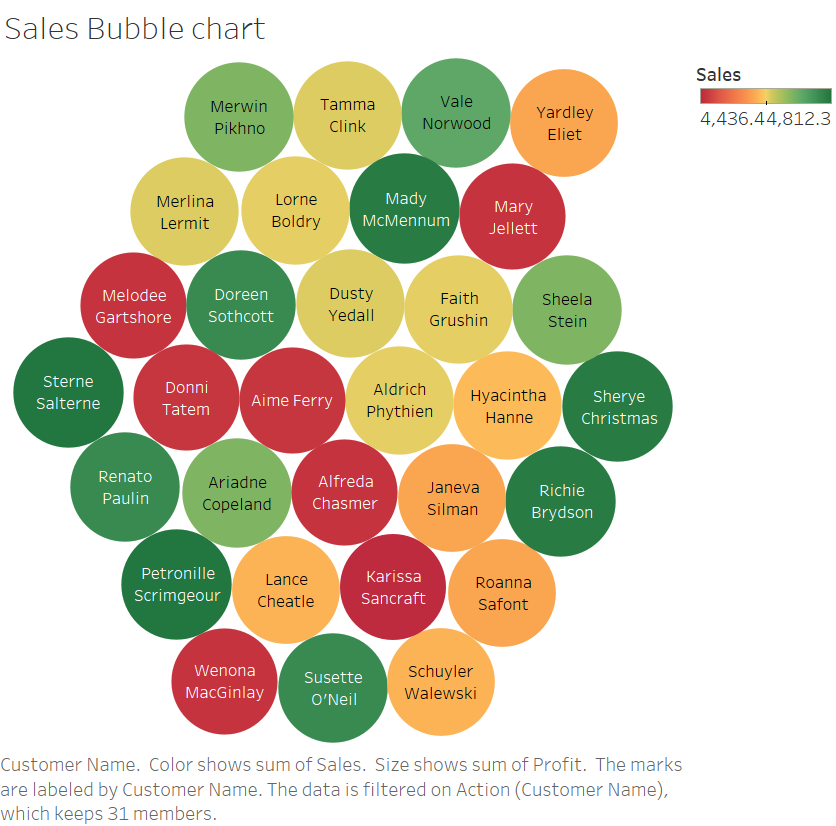 Sales Bubble chart
Sales
4,436.44,812.3
Merwin
Pikhno
Tamma
Clink
Vale
Norwood
Yardley
Eliet
Merlina
Lermit
Lorne
Boldry
Mady
McMennum
Mary
Jellett
Melodee
Gartshore
Doreen
Sothcott
Dusty
Yedall
Faith
Grushin
Sheela
Stein
Sterne
Salterne
Donni
Tatem
Aime Ferry
Aldrich
Phythien
Hyacintha
Hanne
Sherye
Christmas
Renato
Paulin
Ariadne
Copeland
Alfreda
Chasmer
Janeva
Silman
Richie
Brydson
Petronille
Scrimgeour
Lance
Cheatle
Karissa
Sancraft
Roanna
Safont
Wenona
MacGinlay
Susette
O’Neil
Schuyler
Walewski
Customer Name.  Color shows sum of Sales.  Size shows sum of Profit.  The marks
are labeled by Customer Name. The data is filtered on Action (Customer Name),
which keeps 31 members.